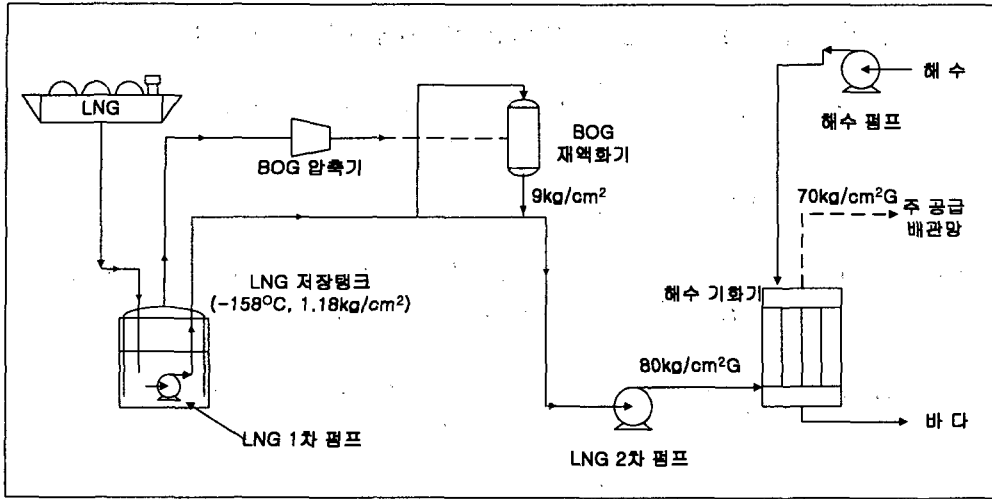 LNG
해 수
해수 펌프
BOG 압축기
BOG
재액화기
9kg/cm²
70kg/cm²G
주 공급
배관망
LNG 저장탱크
(-158⁰C, 1.18kg/cm²)
해수 기화기
80kg/cm²G
바 다
LNG 1차 펌프
LNG 2차 펌프